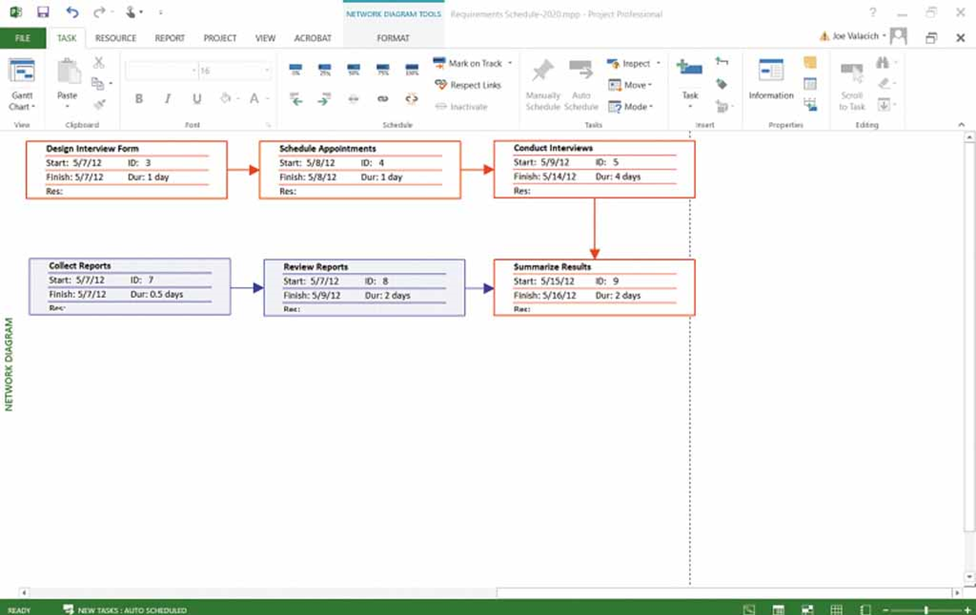 NETWORK DIAGRAM TOOLS
Requirements Schedule-2020.mpp - Project Professional
?
FILE TASK RESOURCE REPORT PROJECT VIEW ACROBAT FORMAT
Joe Valacich
Gantt Chart
Paste
16
B I U A
0% 25% 50% 75% 100%
Mark on Track
Respect Links
Inactivate
Manually Schedule
Auto Schedule
Inspect
Move
Mode
Task
Information
Scroll to Task
View Clipboard Font Schedule Tasks Insert Properties Editing
Design Interview Form
Start: 5/7/12 ID: 3
Finish: 5/7/12 Dur: 1 day
Res:
Schedule Appointments
Start: 5/8/12 ID: 4
Finish: 5/8/12 Dur: 1 day
Res:
Conduct Interviews
Start: 5/9/12 ID: 5
Finish: 5/14/12 Dur: 4 days
Res:
Collect Reports
Start: 5/7/12 ID: 7
Finish: 5/7/12 Dur: 0.5 days
Res:
Review Reports
Start: 5/7/12 ID: 8
Finish: 5/9/12 Dur: 2 days
Res:
Summarize Results
Start: 5/15/12 ID: 9
Finish: 5/16/12 Dur: 2 days
Res:
NETWORK DIAGRAM
READY NEW TASKS : AUTO SCHEDULED